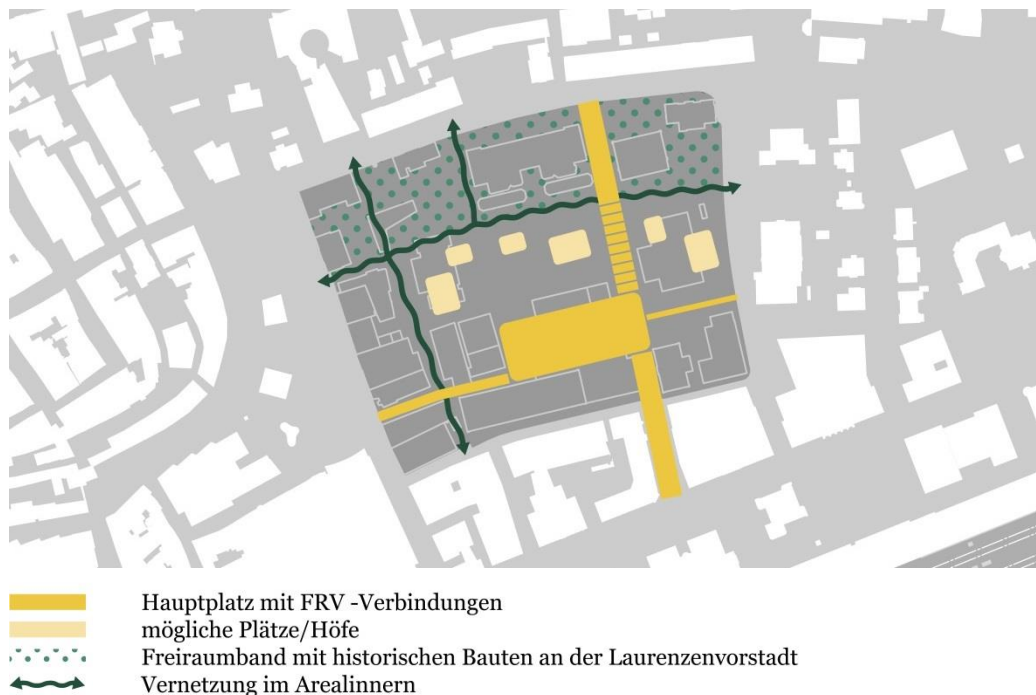 Hauptplatz mit FRV -Verbindungen
mögliche Plätze/Höfe
Freiraumband mit historischen Bauten an der Laurenzenvorstadt
Vernetzung im Arealinnern